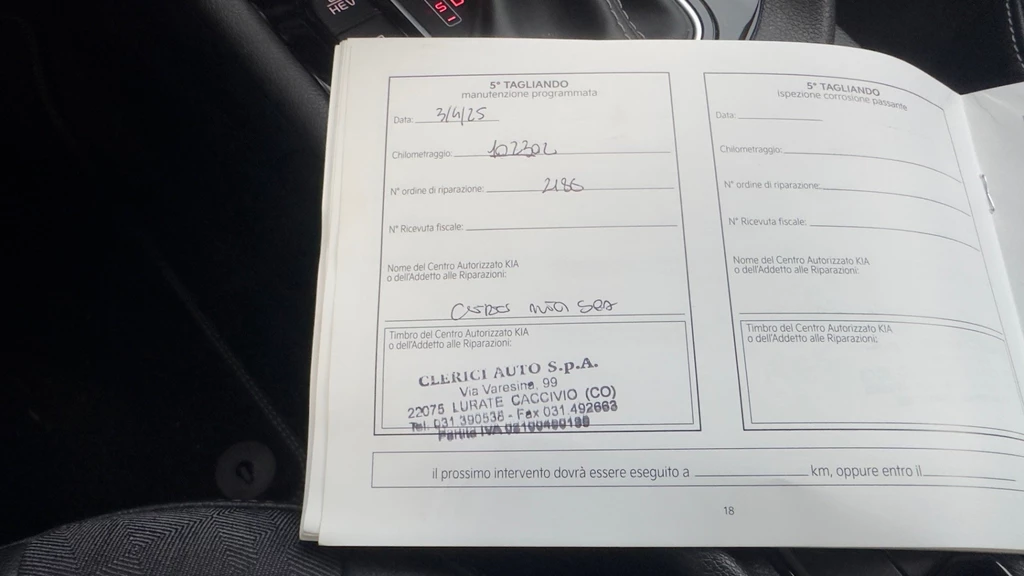 HEV
S
5° TAGLIANDO
manutenzione programmata
Data: 3/4/25
Chilometraggio: 102302
N° ordine di riparazione: 2186
N° Ricevuta fiscale:
Nome del Centro Autorizzato KIA
o dell'Addetto alle Riparazioni:
Timbro del Centro Autorizzato KIA
o dell'Addetto alle Riparazioni:
CLERICI AUTO S.p.A.
Via Varesina, 99
22075 LURATE CACCIVIO (CO)
Tel. 031 390538 - Fax 031 492663
Partita IVA
5° TAGLIANDO
ispezione corrosione passante
Data:
Chilometraggio:
N° ordine di riparazione:
N° Ricevuta fiscale:
Nome del Centro Autorizzato KIA
o dell'Addetto alle Riparazioni:
Timbro del Centro Autorizzato KIA
o dell'Addetto alle Riparazioni:
il prossimo intervento dovrà essere eseguito a km, oppure entro il
18